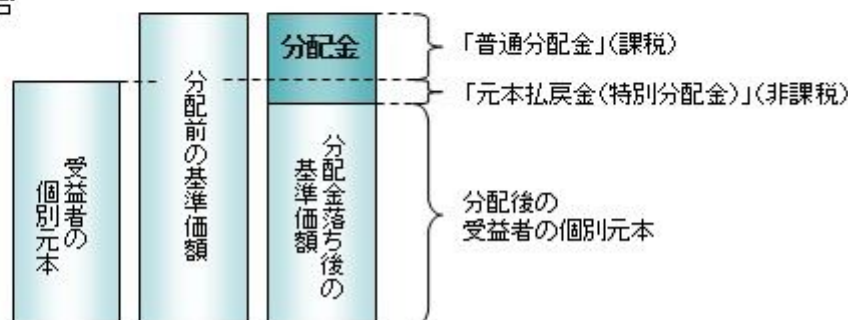 分配金
「普通分配金」(課税)
「元本払戻金(特別分配金)」(非課税)
受益者の
個別元本
分配前の基準価額
分配金落ち後の
基準価額
分配後の
受益者の個別元本